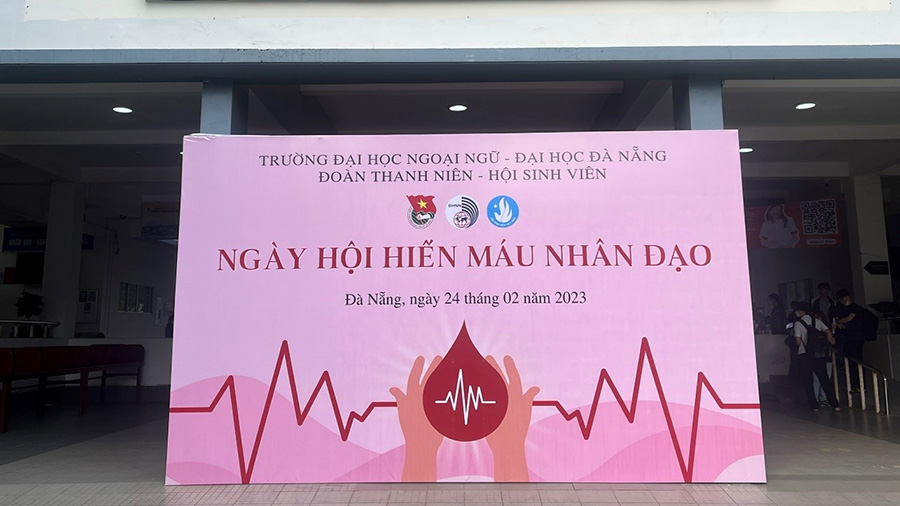 TRƯỜNG ĐẠI HỌC NGOẠI NGỮ - ĐẠI HỌC ĐÀ NẴNG
ĐOÀN THANH NIÊN - HỘI SINH VIÊN
NGÀY HỘI HIẾN MÁU NHÂN ĐẠO
Đà Nẵng, ngày 24 tháng 02 năm 2023